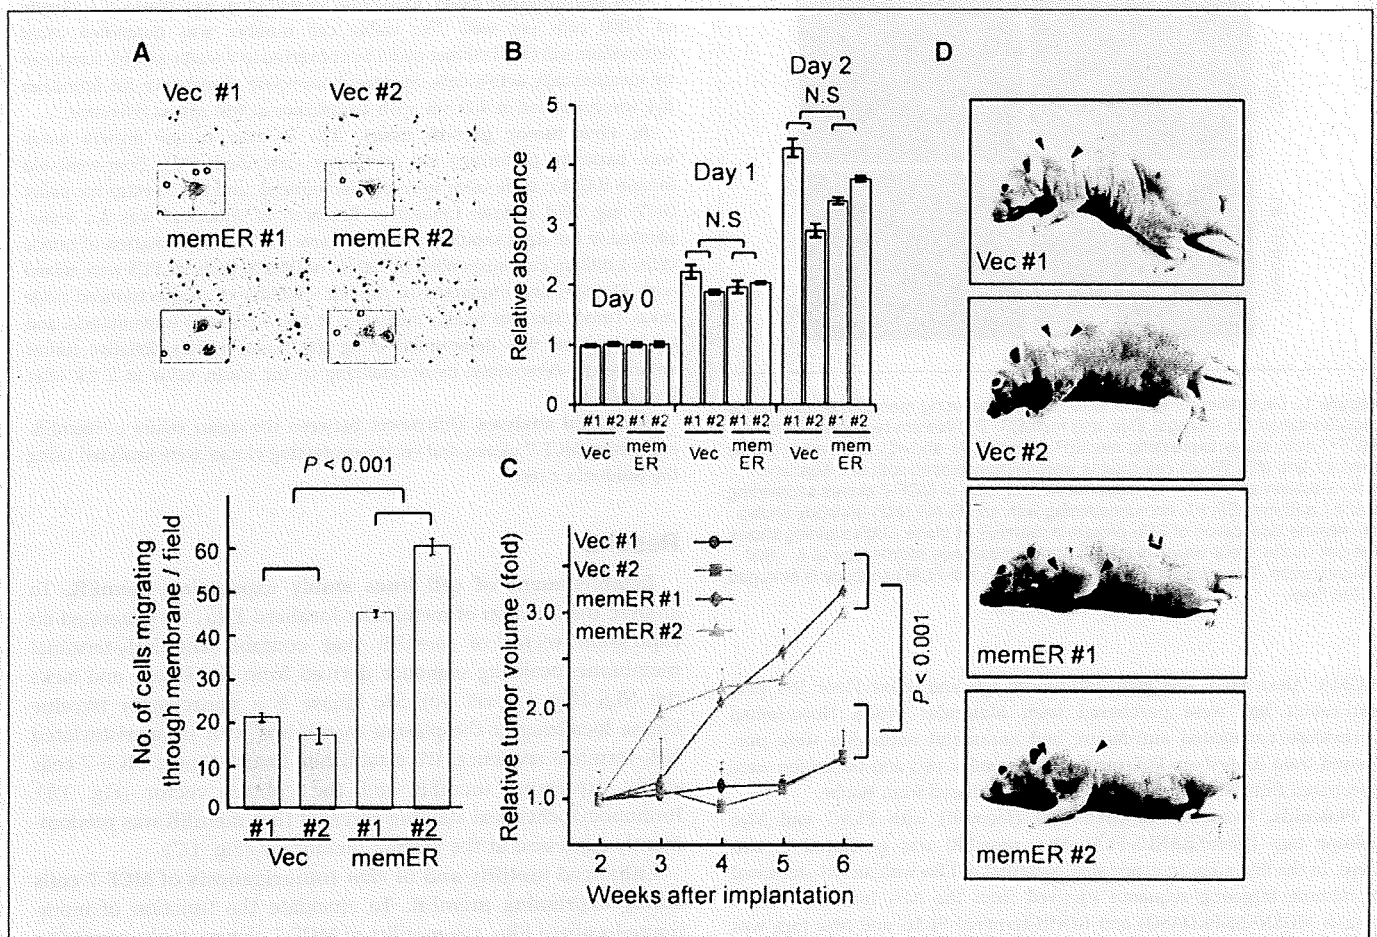 A
Vec #1
Vec #2
memER #1
memER #2
P < 0.001
No. of cells migrating
through membrane / field
60
50
40
30
20
10
0
#1 #2 #1 #2
Vec memER
B
Relative absorbance
5
4
3
2
1
0
Day 0
Day 1
N.S
Day 2
N.S
#1 #2 #1 #2 #1 #2 #1 #2 #1 #2 #1 #2
Vec mem ER Vec mem ER Vec mem ER
C
Relative tumor volume (fold)
Vec #1
Vec #2
memER #1
memER #2
3.0
2.0
1.0
P < 0.001
2 3 4 5 6
Weeks after implantation
D
Vec #1
Vec #2
memER #1
memER #2